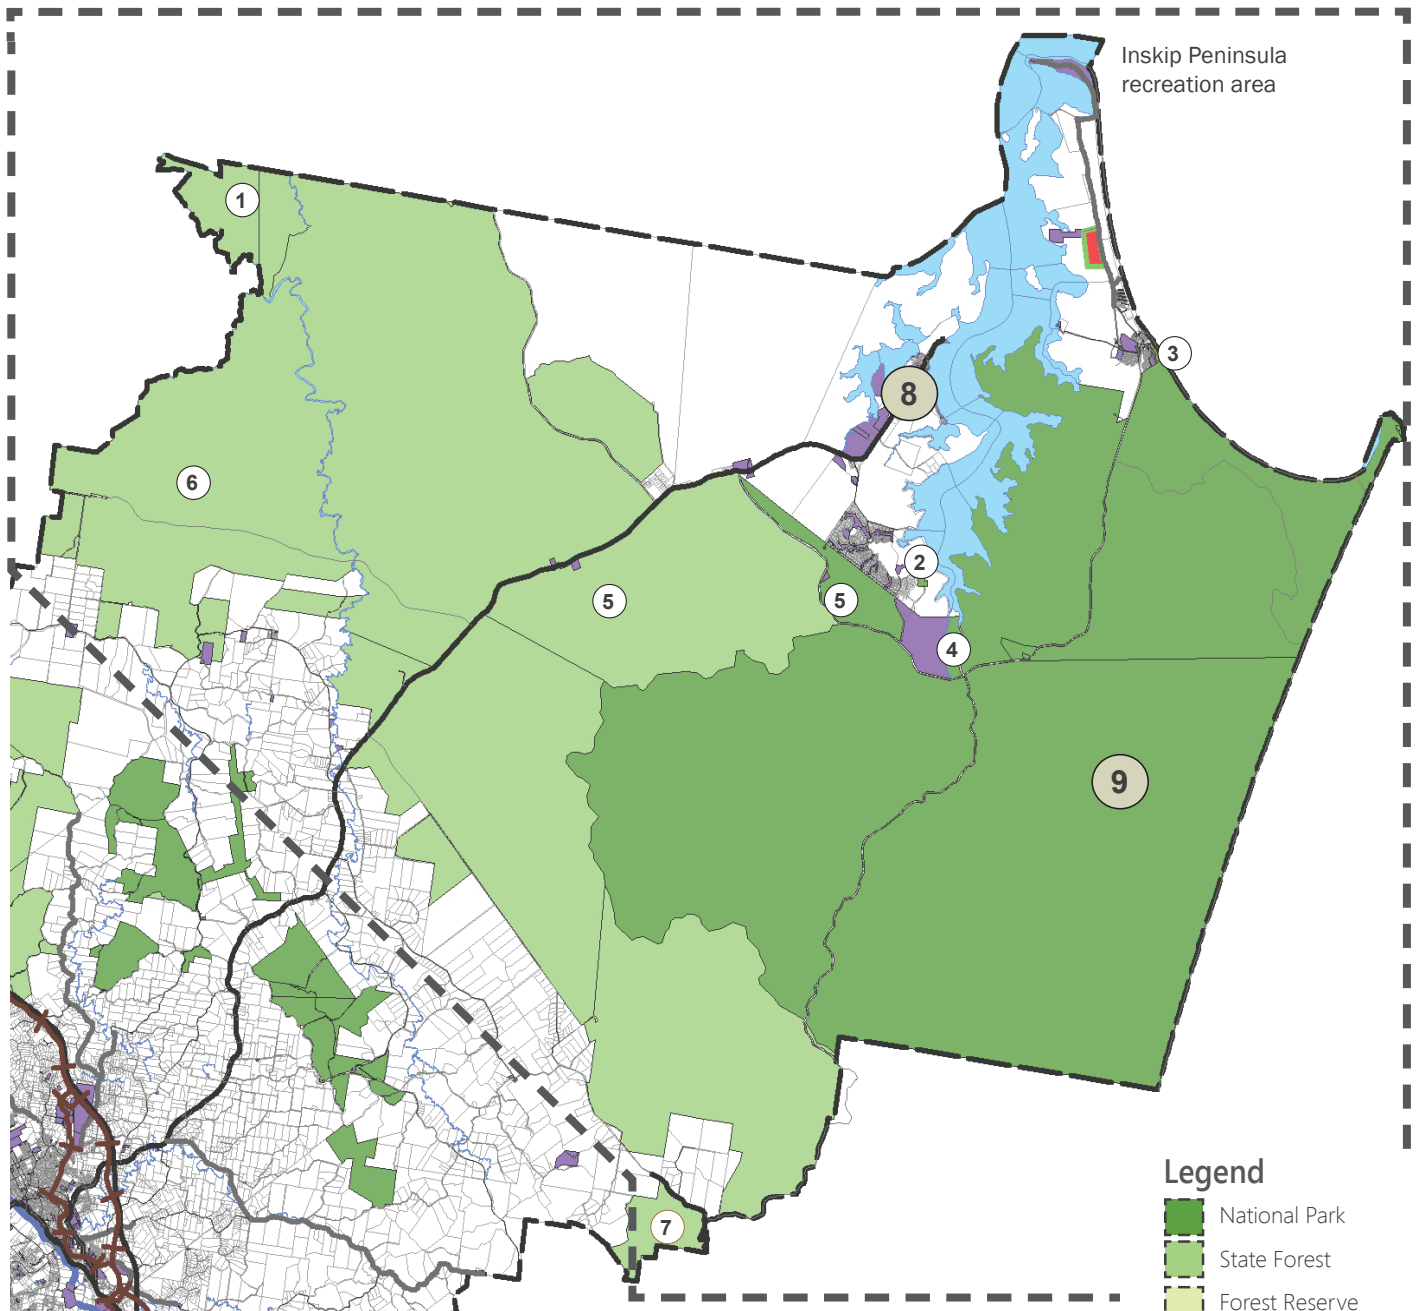 Inskip Peninsula
recreation area
1
3
8
6
2
5
5
4
9
7
Legend
National Park
State Forest
Forest Reserve